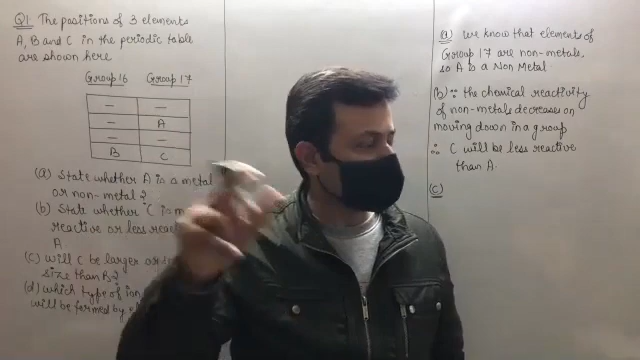 Q1. The positions of 3 elements
A, B and C in the periodic table
are shown here
Group 16 Group 17
- -
- A
- -
B C
(a) State whether A is a metal
or non-metal?
(b) State whether C is
reactive or less
A
(c) Will C be larger or
size than B?
(d) which type of ion
will be formed by
(a) We know that elements of
Group 17 are non-metals,
so A is a Non Metal
(b) ∵ the chemical reactivity
of non-metals decreases on
moving down in a group
∴ C will be less reactive
than A.
(c)